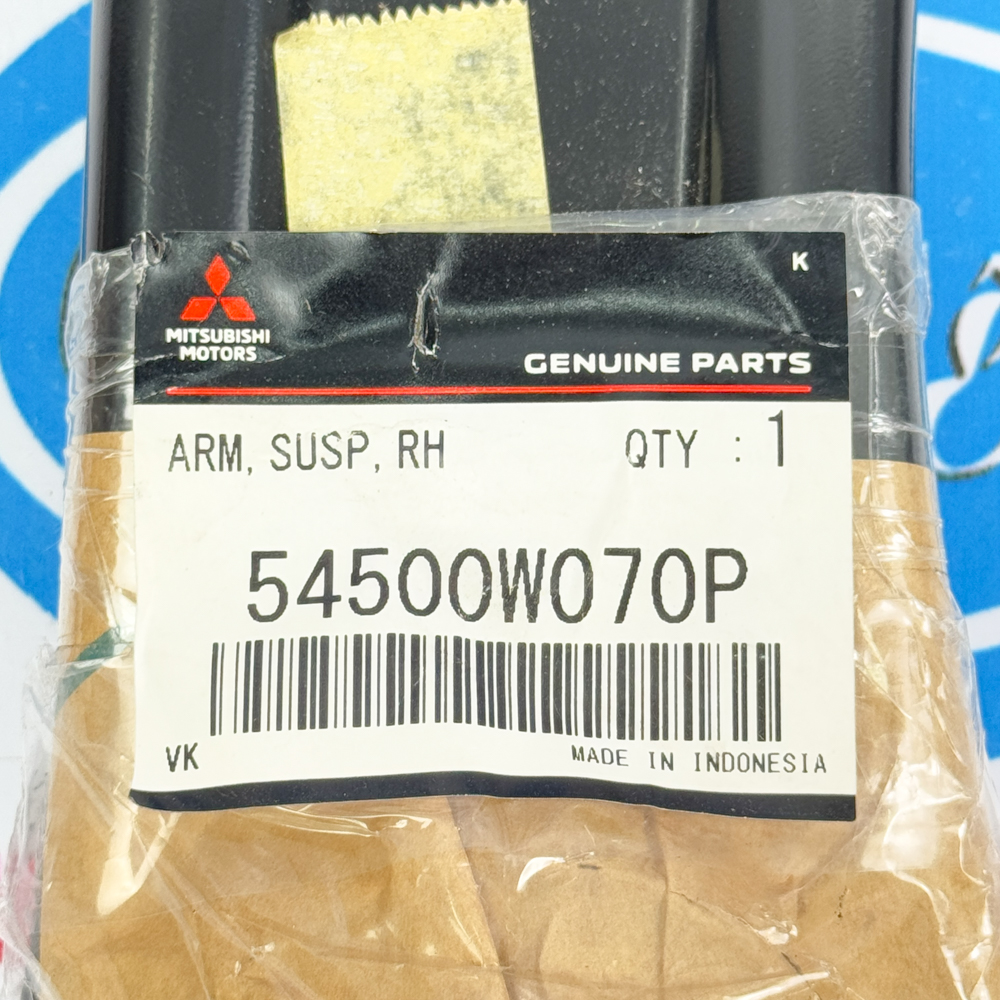 K
MITSUBISHI
MOTORS
GENUINE PARTS
ARM, SUSP, RH QTY : 1
54500W070P
VK MADE IN INDONESIA